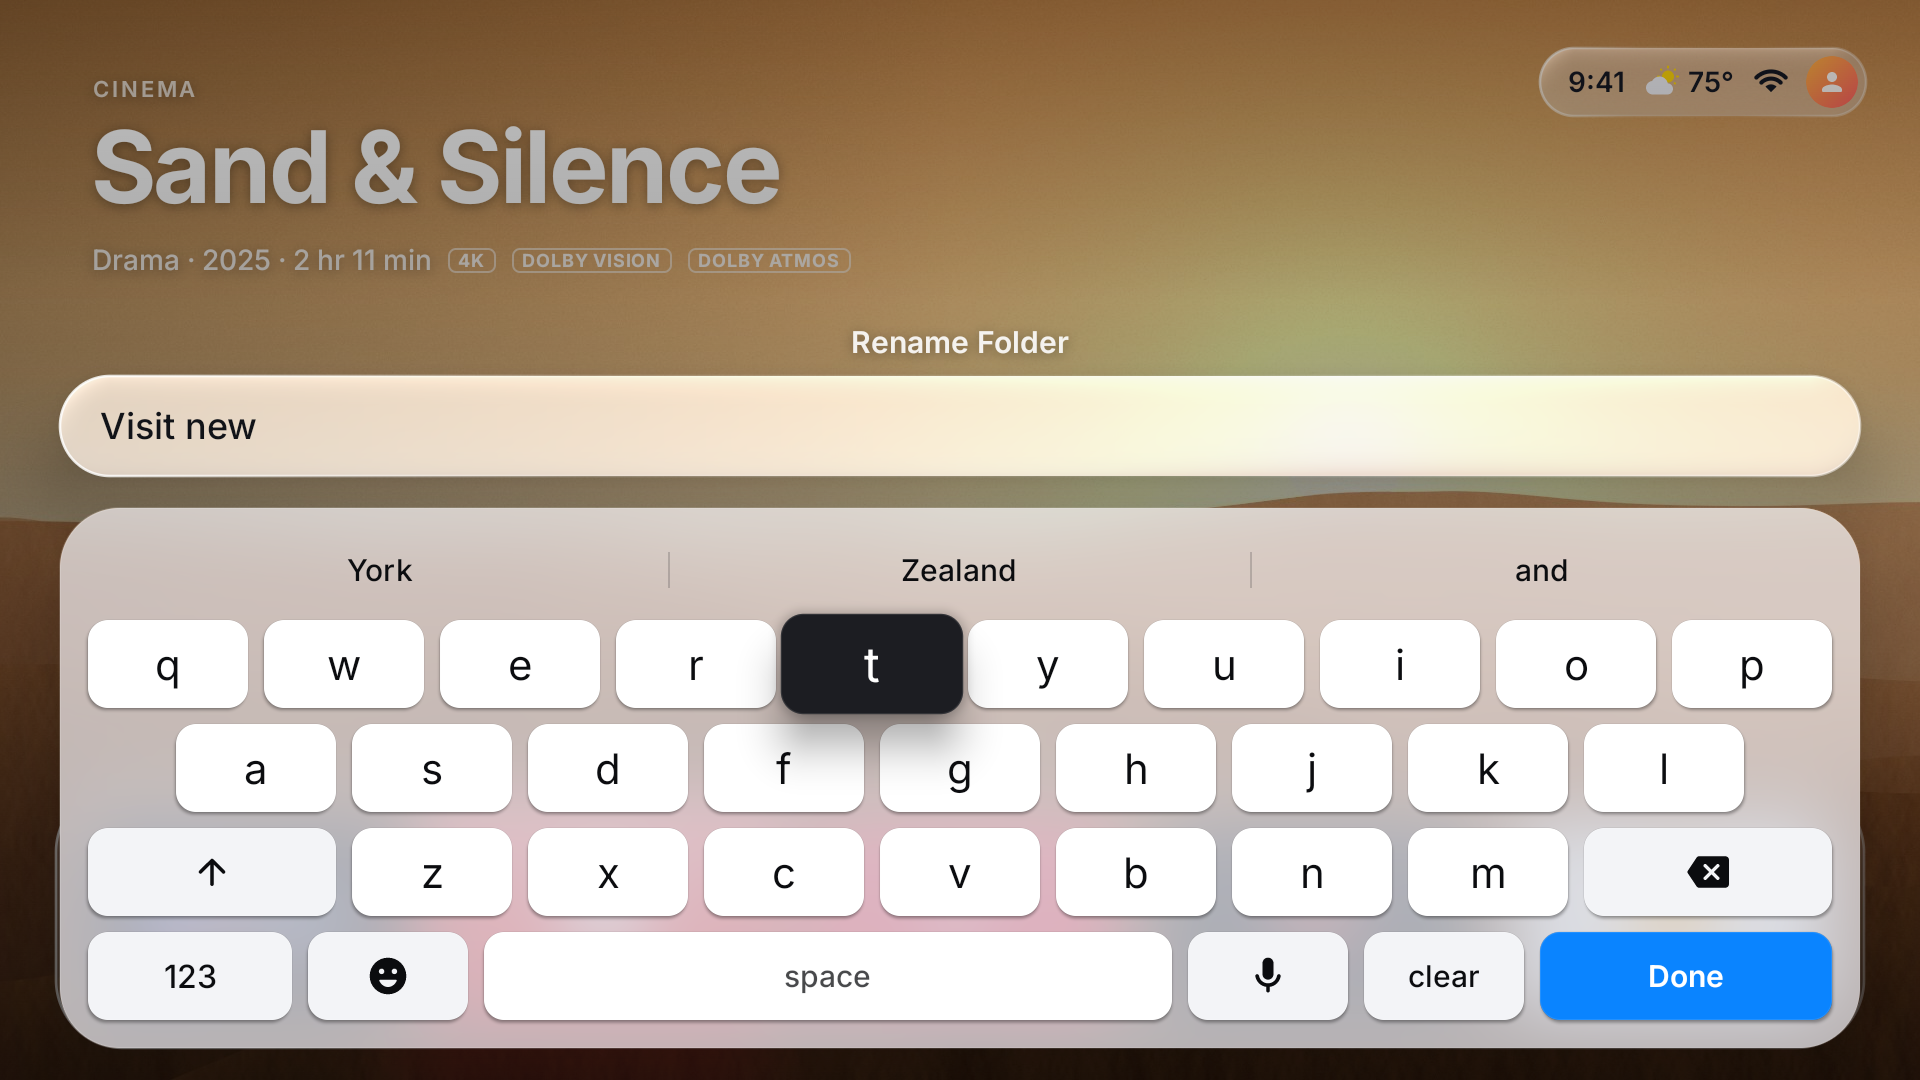 CINEMA
9:41 75°
Sand & Silence
Drama · 2025 · 2 hr 11 min 4K DOLBY VISION DOLBY ATMOS
Rename Folder
Visit new
York Zealand and
q w e r t y u i o p
a s d f g h j k l
z x c v b n m
123 space clear Done